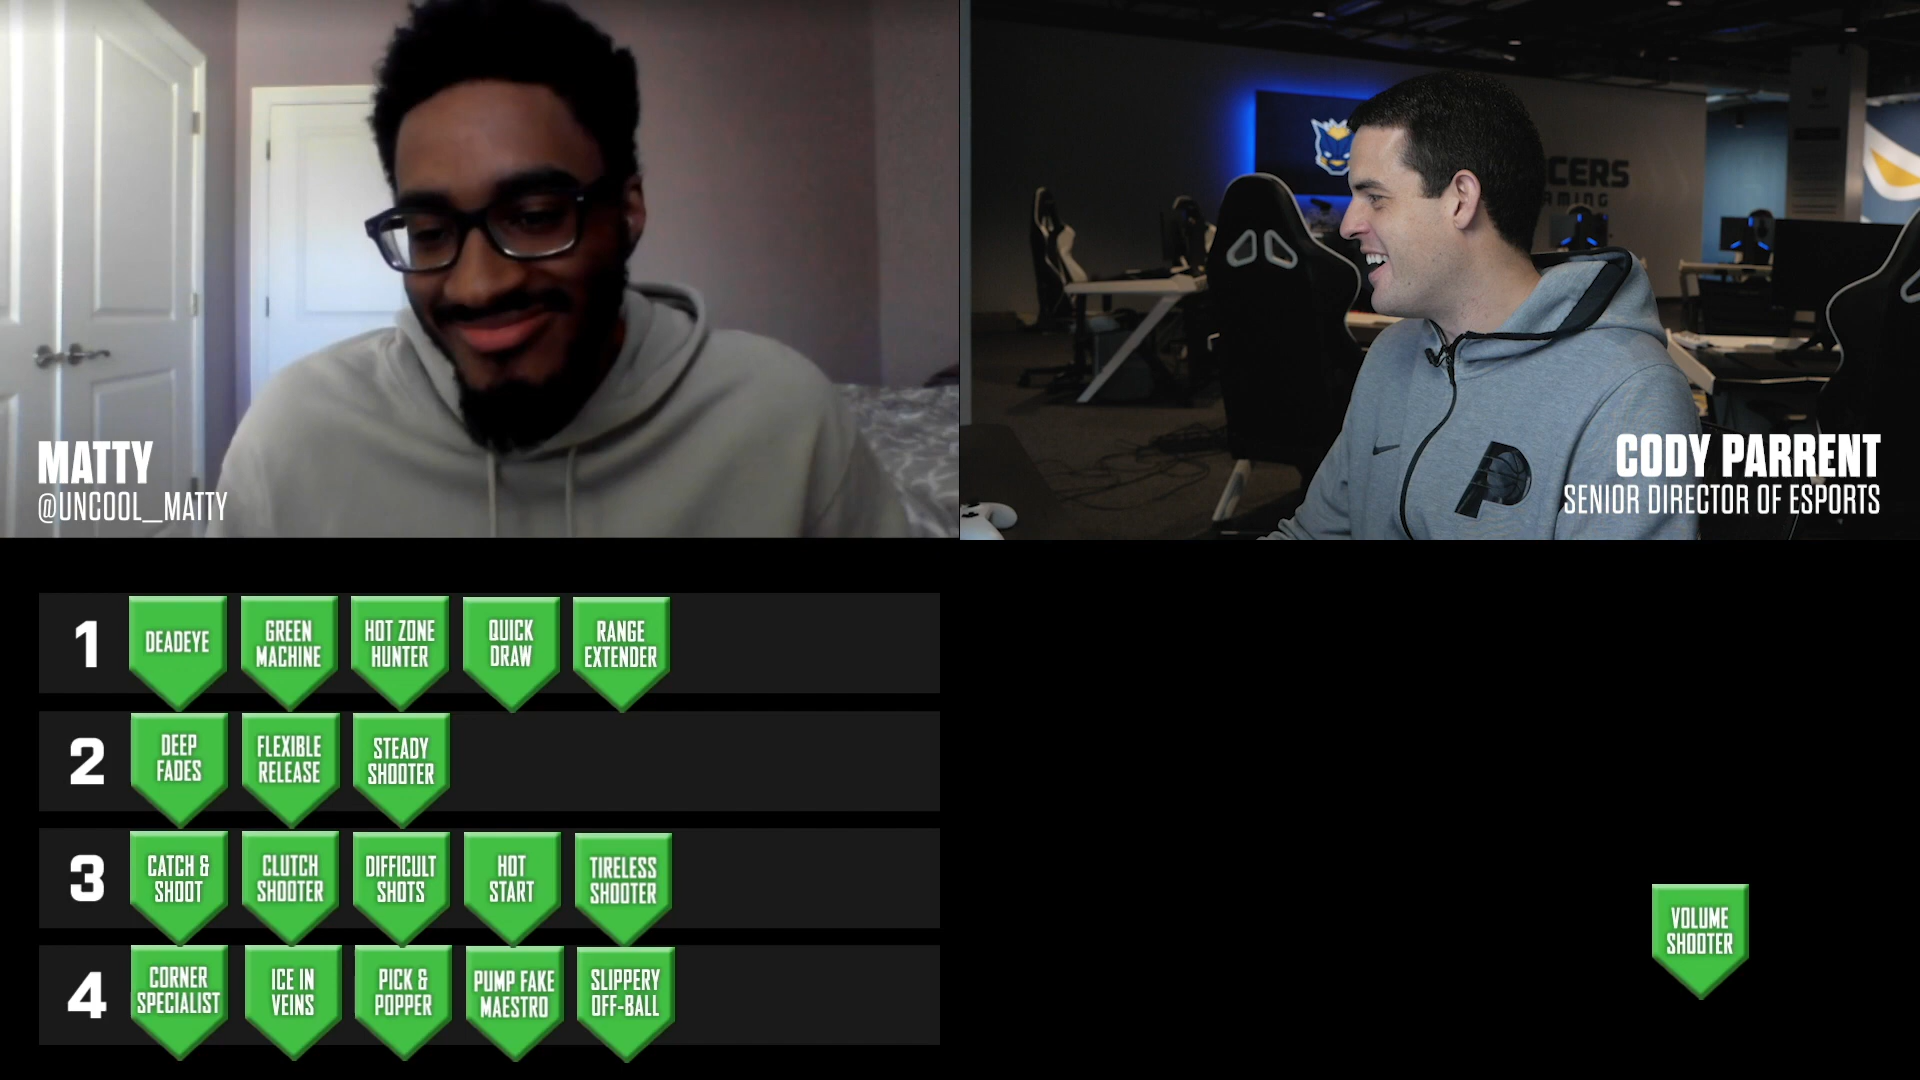 MATTY
@UNCOOL_MATTY
CERS
AMING
CODY PARRENT
SENIOR DIRECTOR OF ESPORTS
1
DEADEYE
GREEN
MACHINE
HOT ZONE
HUNTER
QUICK
DRAW
RANGE
EXTENDER
2
DEEP
FADES
FLEXIBLE
RELEASE
STEADY
SHOOTER
3
CATCH &
SHOOT
CLUTCH
SHOOTER
DIFFICULT
SHOTS
HOT
START
TIRELESS
SHOOTER
4
CORNER
SPECIALIST
ICE IN
VEINS
PICK &
POPPER
PUMP FAKE
MAESTRO
SLIPPERY
OFF-BALL
VOLUME
SHOOTER